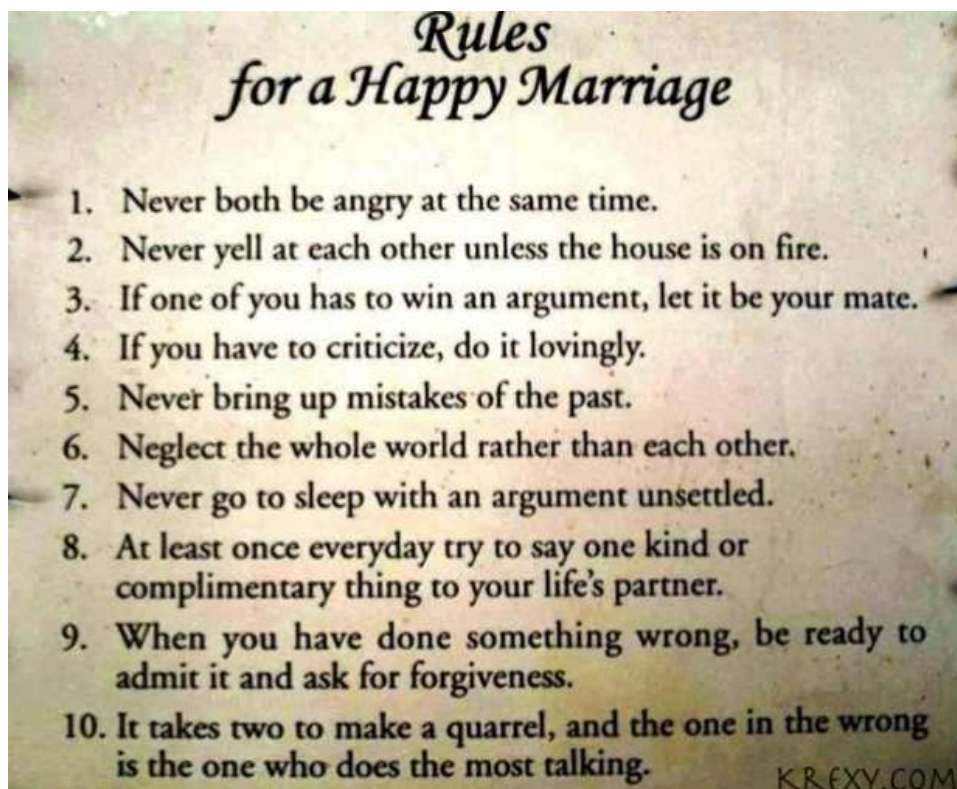 Rules
for a Happy Marriage
1. Never both be angry at the same time.
2. Never yell at each other unless the house is on fire.
3. If one of you has to win an argument, let it be your mate.
4. If you have to criticize, do it lovingly.
5. Never bring up mistakes of the past.
6. Neglect the whole world rather than each other.
7. Never go to sleep with an argument unsettled.
8. At least once everyday try to say one kind or
complimentary thing to your life's partner.
9. When you have done something wrong, be ready to
admit it and ask for forgiveness.
10. It takes two to make a quarrel, and the one in the wrong
is the one who does the most talking.
KREXY.COM